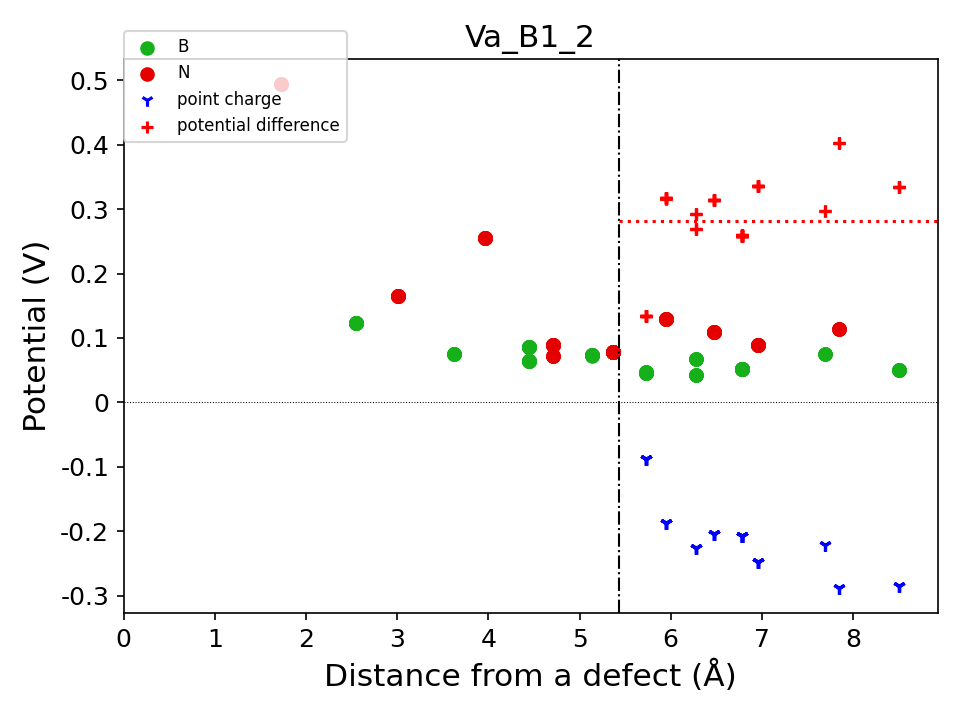 Va_B1_2
B
N
point charge
potential difference
0.5
0.4
0.3
0.2
0.1
0
-0.1
-0.2
-0.3
Potential (V)
0 1 2 3 4 5 6 7 8
Distance from a defect (Å)